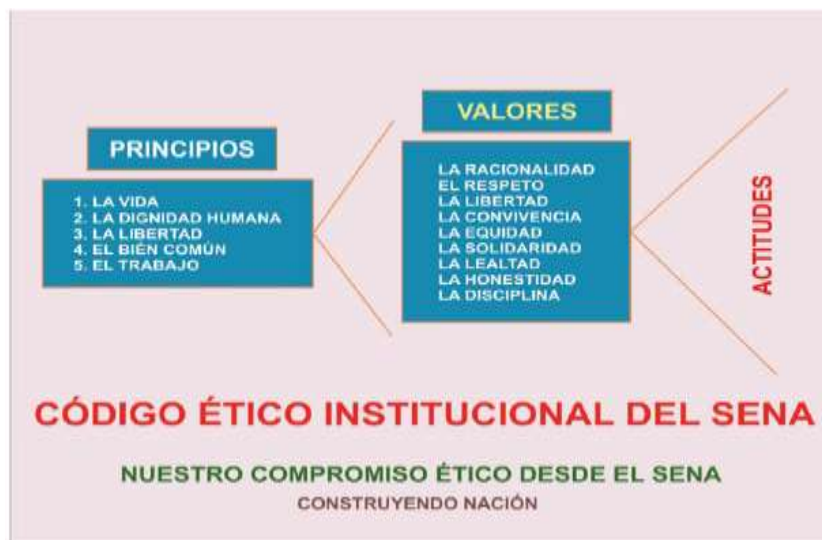 PRINCIPIOS
1. LA VIDA
2. LA DIGNIDAD HUMANA
3. LA LIBERTAD
4. EL BIÉN COMÚN
5. EL TRABAJO
VALORES
LA RACIONALIDAD
EL RESPETO
LA LIBERTAD
LA CONVIVENCIA
LA EQUIDAD
LA SOLIDARIDAD
LA LEALTAD
LA HONESTIDAD
LA DISCIPLINA
ACTITUDES
CÓDIGO ÉTICO INSTITUCIONAL DEL SENA
NUESTRO COMPROMISO ÉTICO DESDE EL SENA
CONSTRUYENDO NACIÓN